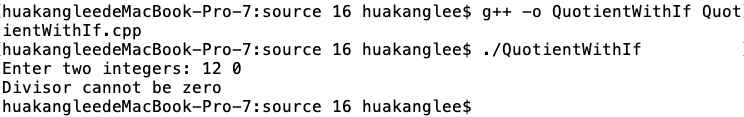 [huakangleedeMacBook-Pro-7:source 16 huakanglee$ g++ -o QuotientWithIf Quot]
ientWithIf.cpp
[huakangleedeMacBook-Pro-7:source 16 huakanglee$ ./QuotientWithIf ]
Enter two integers: 12 0
Divisor cannot be zero
huakangleedeMacBook-Pro-7:source 16 huakanglee$